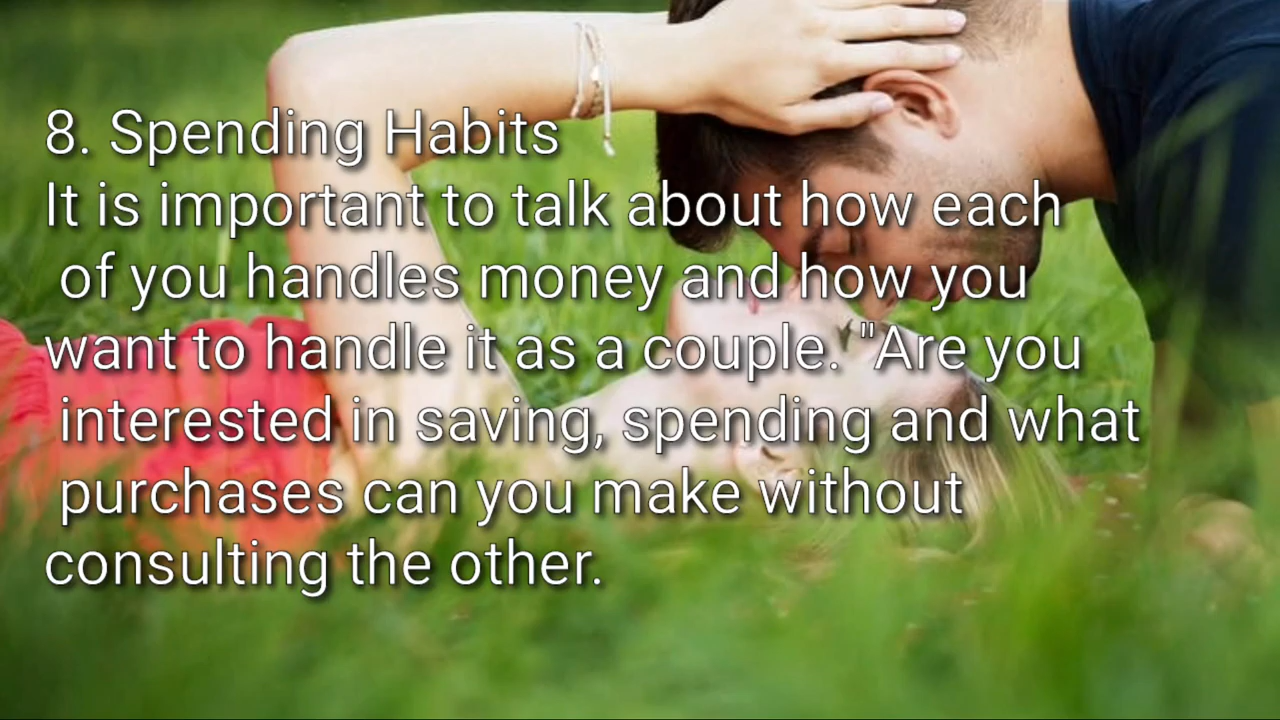 8. Spending Habits
It is important to talk about how each
of you handles money and how you
want to handle it as a couple. "Are you
interested in saving, spending and what
purchases can you make without
consulting the other.